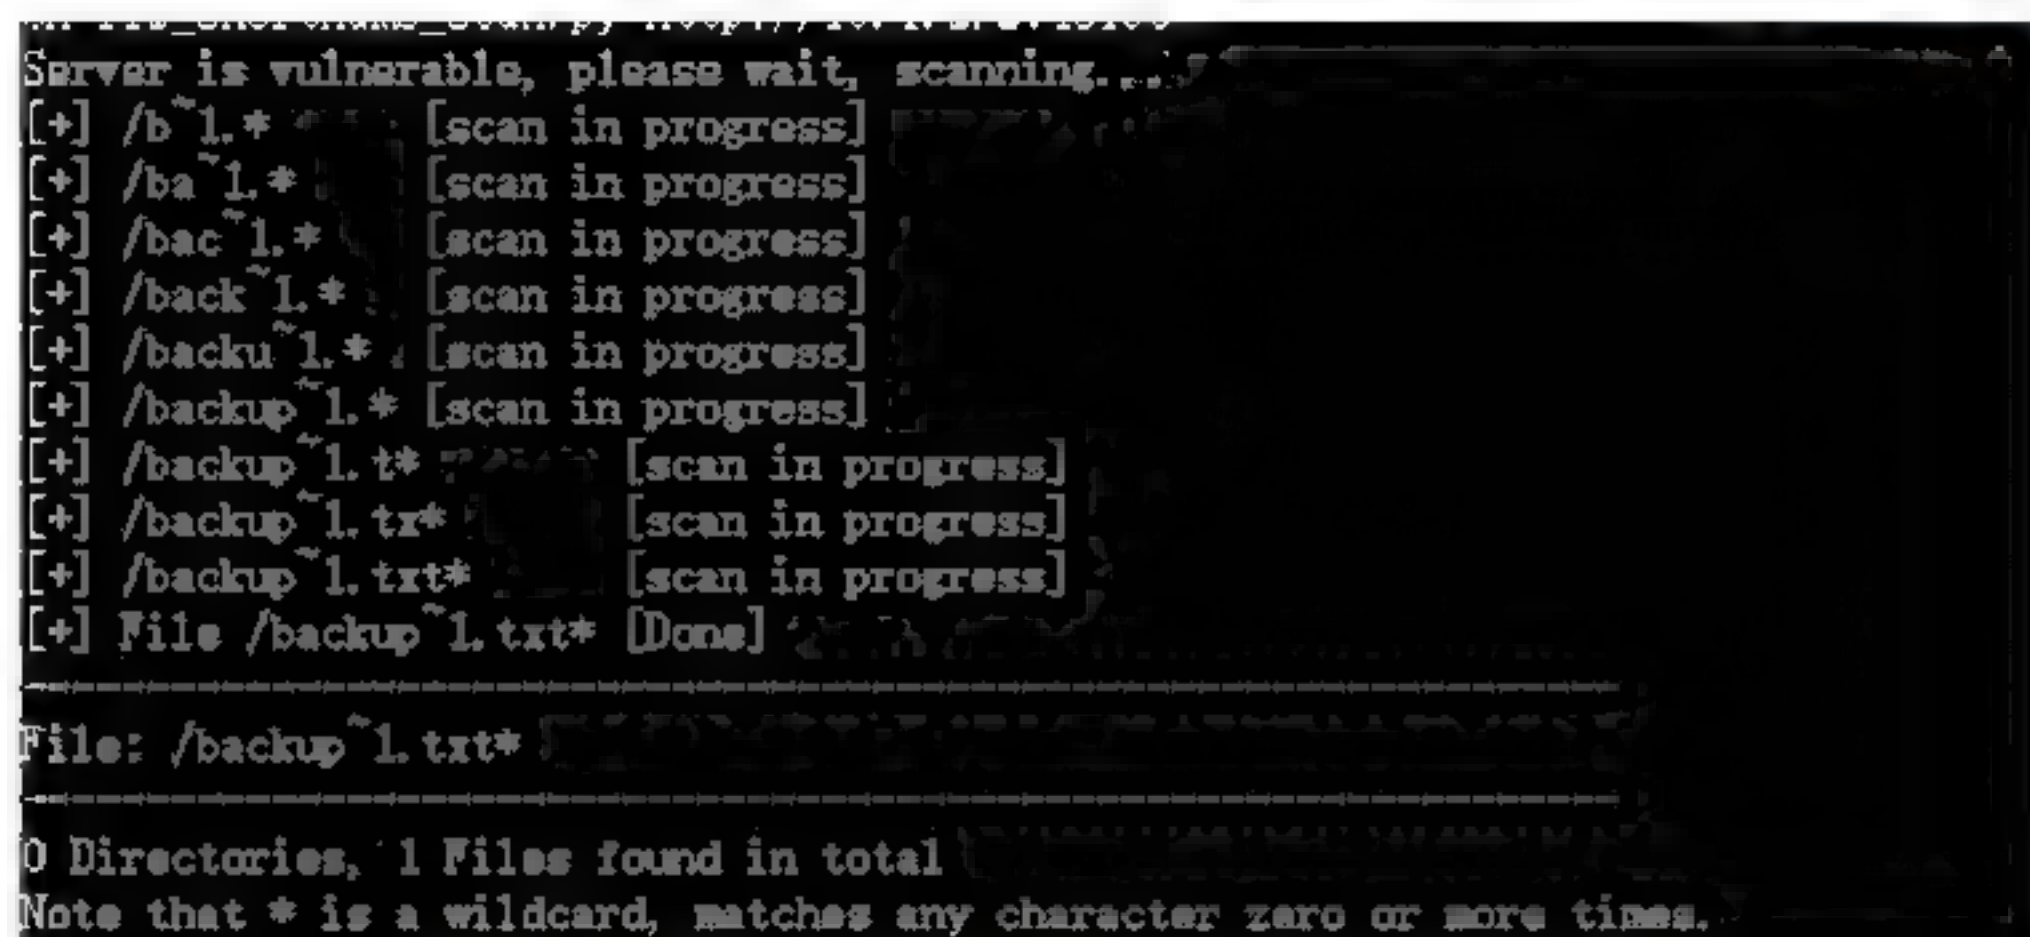 Server is vulnerable, please wait, scanning...
[+] /b~1.* [scan in progress]
[+] /ba~1.* [scan in progress]
[+] /bac~1.* [scan in progress]
[+] /back~1.* [scan in progress]
[+] /backu~1.* [scan in progress]
[+] /backup~1.* [scan in progress]
[+] /backup~1.t* [scan in progress]
[+] /backup~1.tx* [scan in progress]
[+] /backup~1.txt* [scan in progress]
[+] File /backup~1.txt* [Done]
----------------------------------------------------------------
File: /backup~1.txt*
----------------------------------------------------------------
0 Directories, 1 Files found in total
Note that * is a wildcard, matches any character zero or more times.